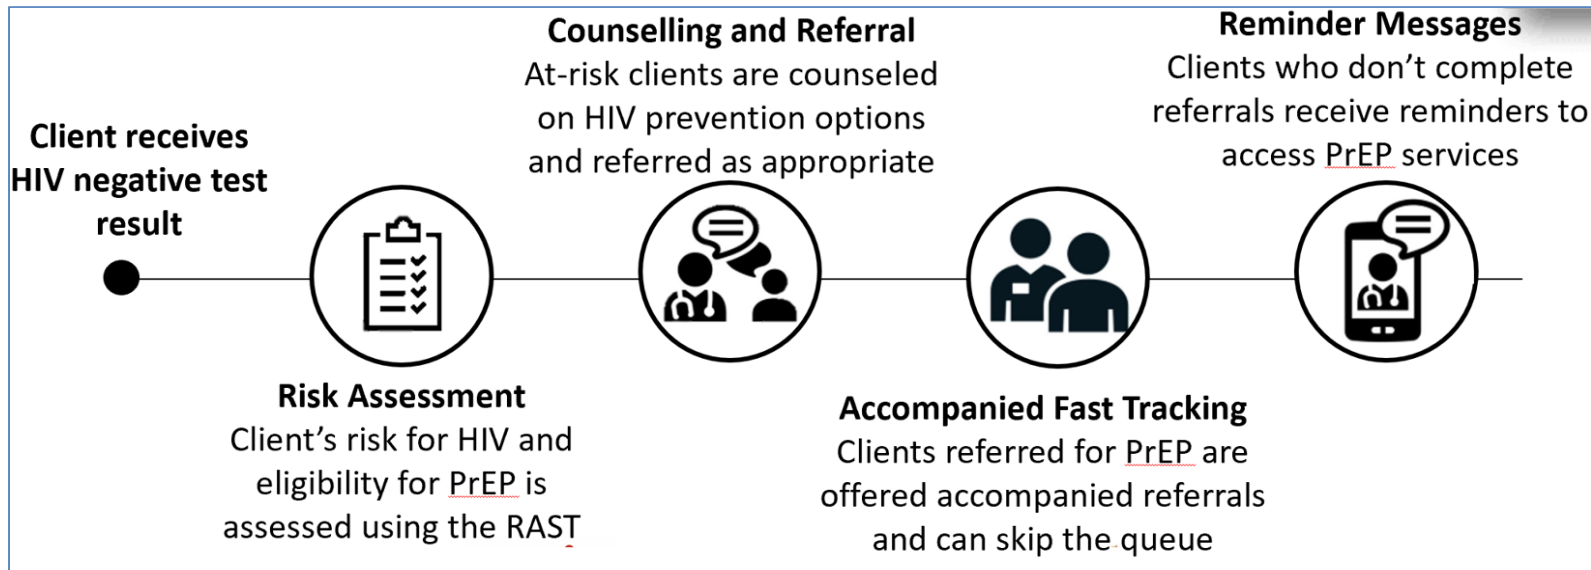 Client receives
HIV negative test
result
Risk Assessment
Client's risk for HIV and
eligibility for PrEP is
assessed using the RAST
Counselling and Referral
At-risk clients are counseled
on HIV prevention options
and referred as appropriate
Accompanied Fast Tracking
Clients referred for PrEP are
offered accompanied referrals
and can skip the queue
Reminder Messages
Clients who don't complete
referrals receive reminders to
access PrEP services